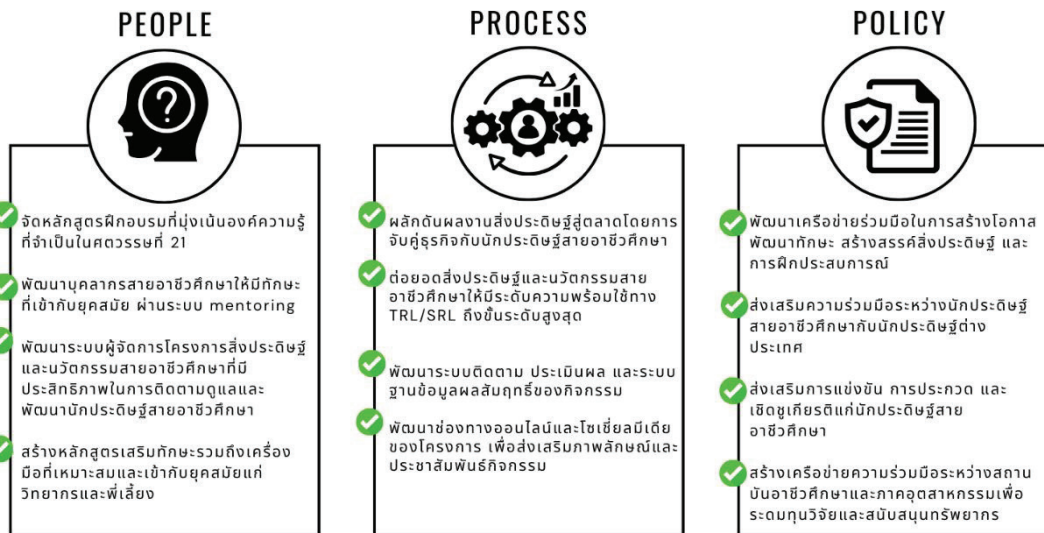 PEOPLE
จัดหลักสูตรฝึกอบรมที่มุ่งเน้นองค์ความรู้
ที่จำเป็นในศตวรรษที่ 21
พัฒนาบุคลากรสายอาชีวศึกษาให้มีทักษะ
ที่เข้ากับยุคสมัย ผ่านระบบ mentoring
พัฒนาระบบผู้จัดการโครงการสิ่งประดิษฐ์
และนวัตกรรมสายอาชีวศึกษาที่มี
ประสิทธิภาพในการติดตามดูแลและ
พัฒนานักประดิษฐ์สายอาชีวศึกษา
สร้างหลักสูตรเสริมทักษะรวมถึงเครื่อง
มือที่เหมาะสมและเข้ากับยุคสมัยแก่
วิทยากรและพี่เลี้ยง
PROCESS
ผลักดันผลงานสิ่งประดิษฐ์สู่ตลาดโดยการ
จับคู่ธุรกิจกับนักประดิษฐ์สายอาชีวศึกษา
ต่อยอดสิ่งประดิษฐ์และนวัตกรรมสาย
อาชีวศึกษาให้มีระดับความพร้อมใช้ทาง
TRL/SRL ถึงขั้นระดับสูงสุด
พัฒนาระบบติดตาม ประเมินผล และระบบ
ฐานข้อมูลผลสัมฤทธิ์ของกิจกรรม
พัฒนาช่องทางออนไลน์และโซเชี่ยลมีเดีย
ของโครงการ เพื่อส่งเสริมภาพลักษณ์และ
ประชาสัมพันธ์กิจกรรม
POLICY
พัฒนาเครือข่ายร่วมมือในการสร้างโอกาส
พัฒนาทักษะ สร้างสรรค์สิ่งประดิษฐ์ และ
การฝึกประสบการณ์
ส่งเสริมความร่วมมือระหว่างนักประดิษฐ์
สายอาชีวศึกษากับนักประดิษฐ์ต่าง
ประเทศ
ส่งเสริมการแข่งขัน การประกวด และ
เชิดชูเกียรติแก่นักประดิษฐ์สาย
อาชีวศึกษา
สร้างเครือข่ายความร่วมมือระหว่างสถาน
บันอาชีวศึกษาและภาคอุตสาหกรรมเพื่อ
ระดมทุนวิจัยและสนับสนุนทรัพยากร